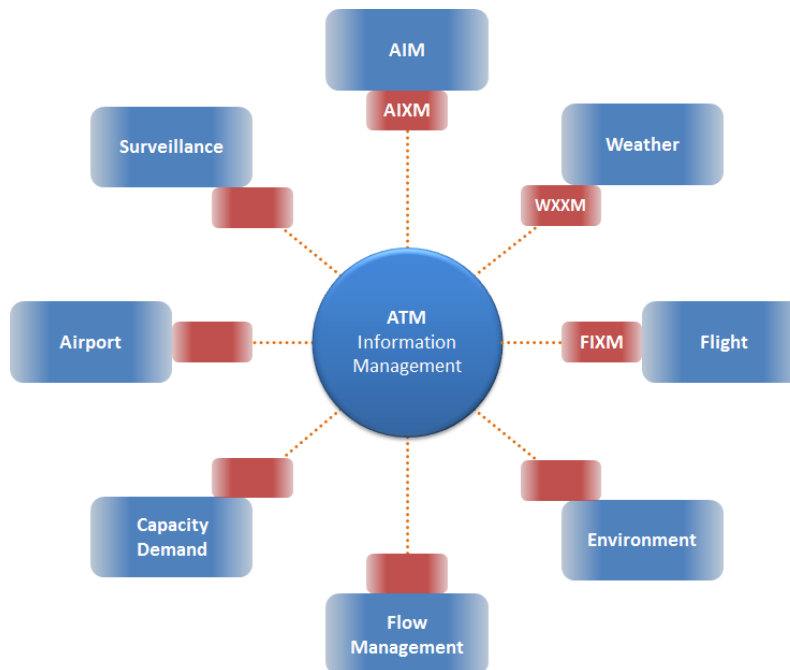 AIM
AIXM
Surveillance
Weather
WXXM
ATM
Information
Management
Airport
FIXM
Flight
Capacity
Demand
Environment
Flow
Management